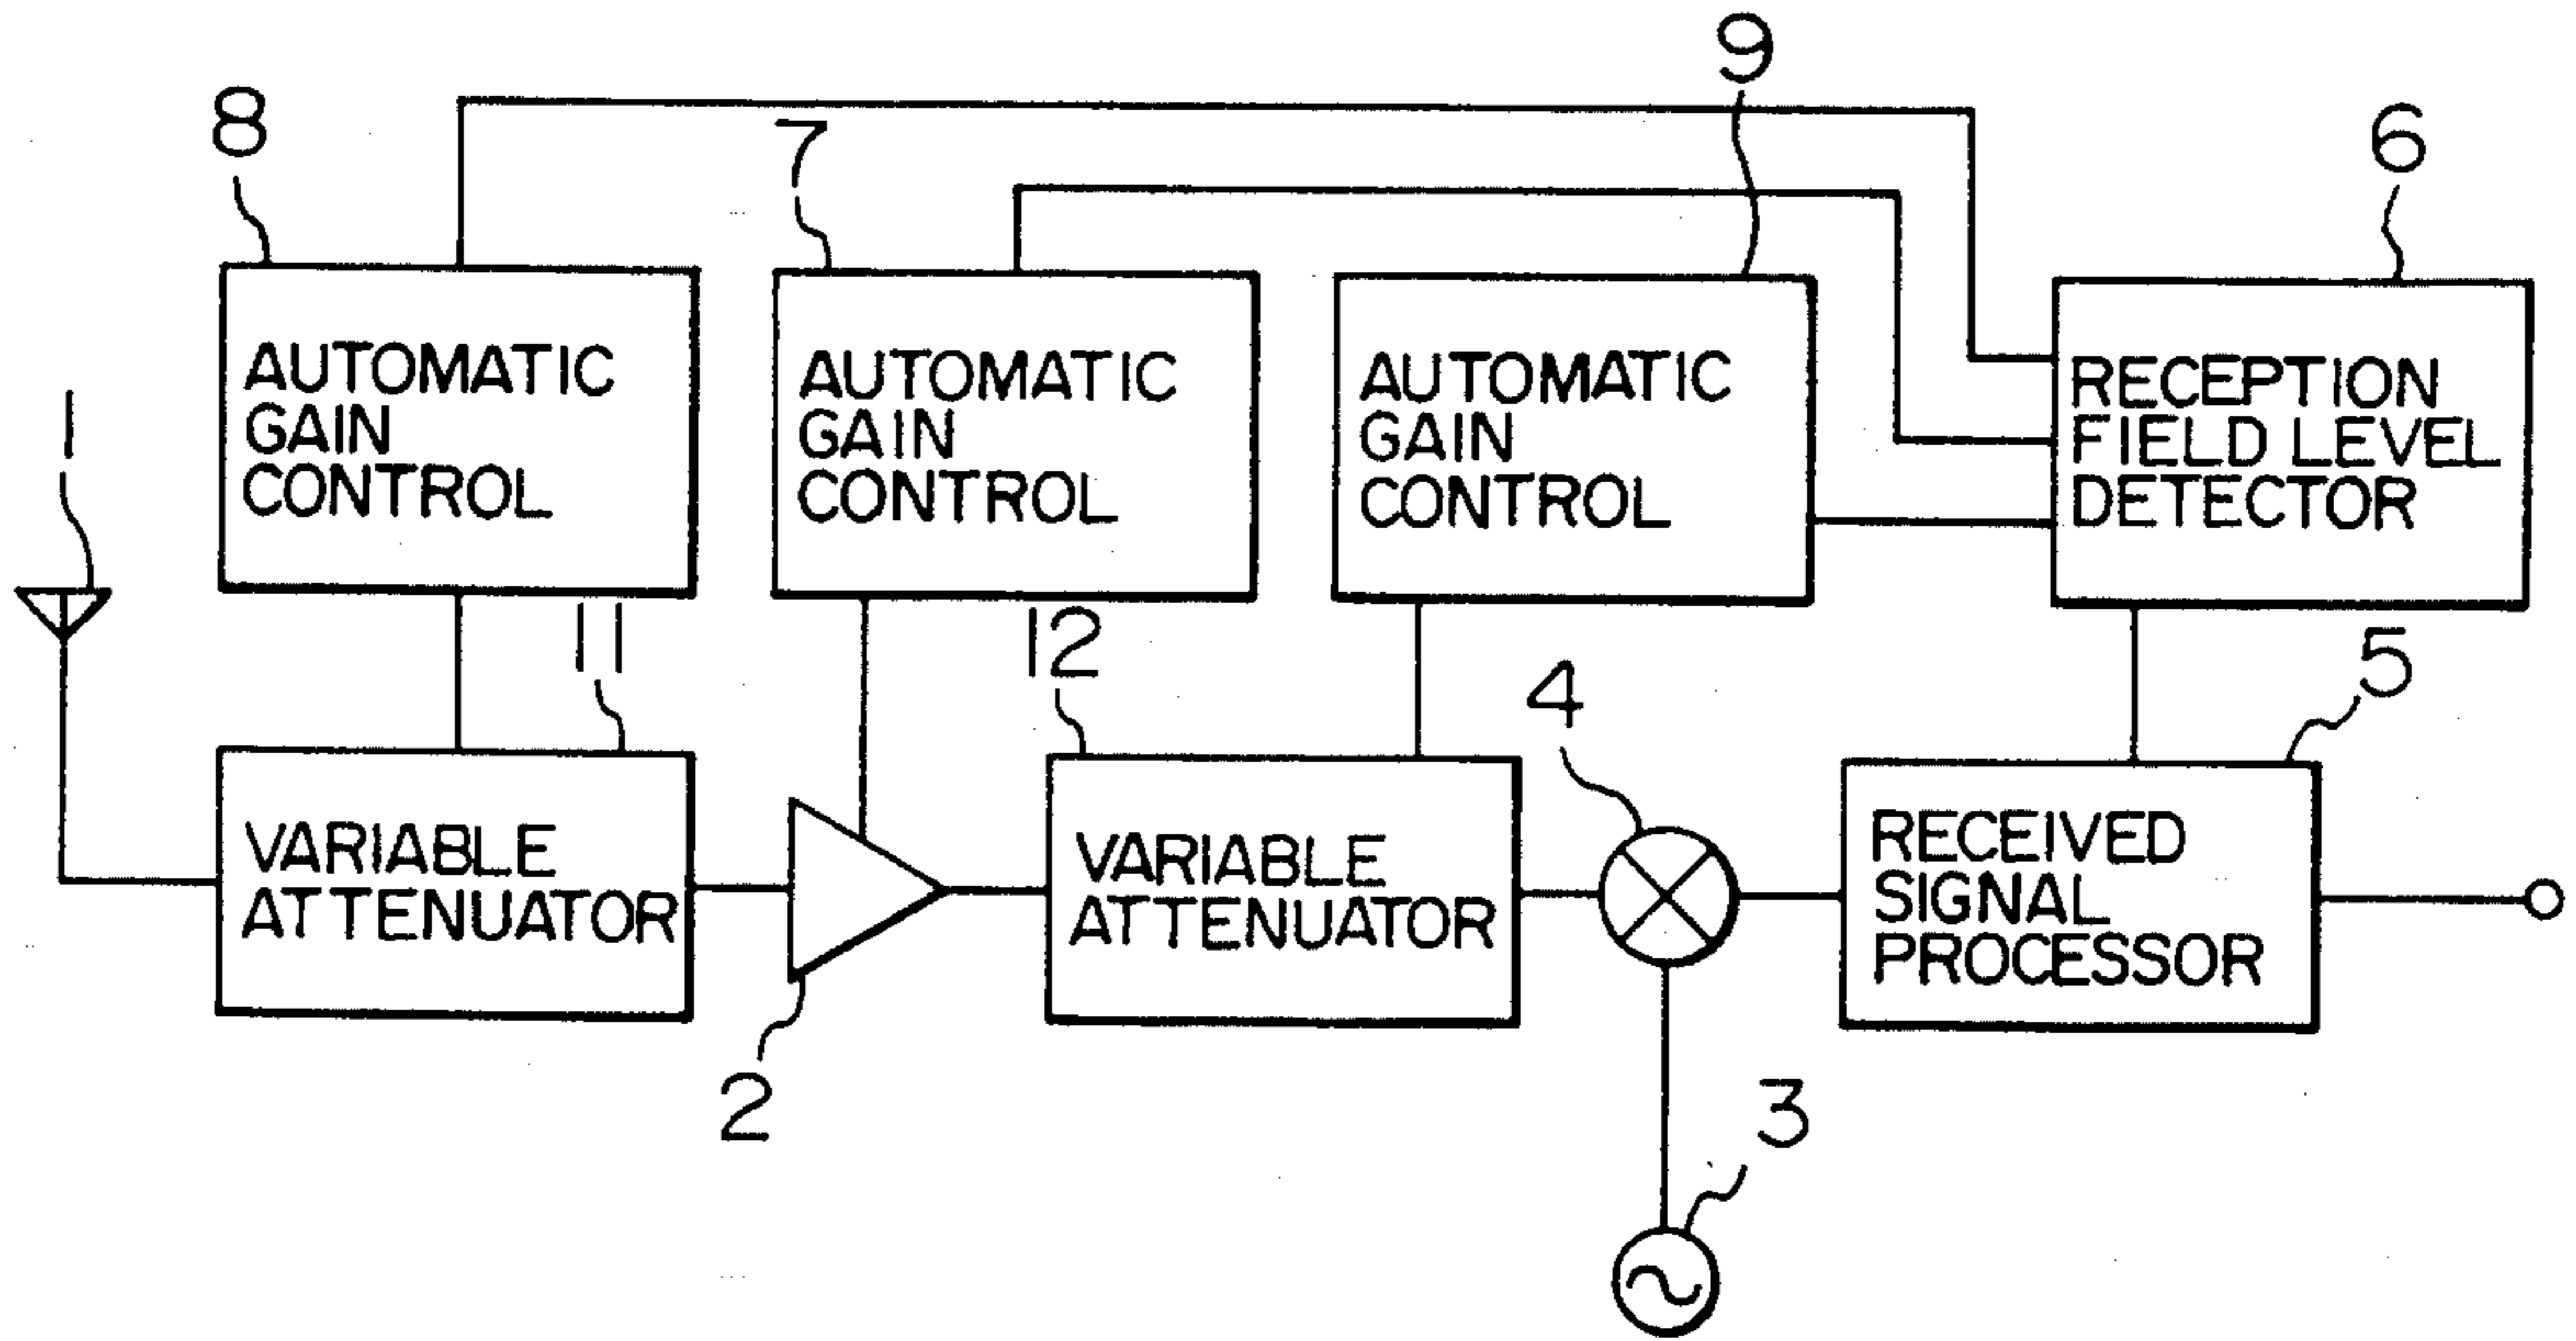 9
8
7
6
AUTOMATIC
GAIN
CONTROL
AUTOMATIC
GAIN
CONTROL
AUTOMATIC
GAIN
CONTROL
RECEPTION
FIELD LEVEL
DETECTOR
1
11
12
4
5
VARIABLE
ATTENUATOR
VARIABLE
ATTENUATOR
RECEIVED
SIGNAL
PROCESSOR
2
3